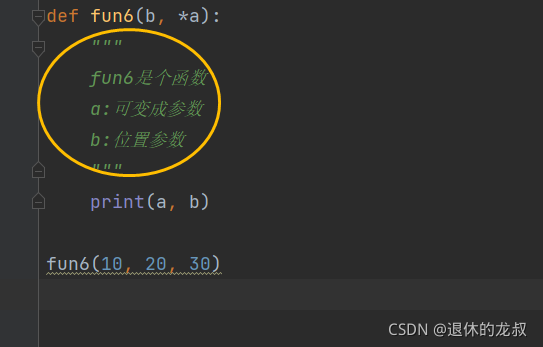 def fun6(b, *a):
"""
fun6是个函数
a:可变成参数
b:位置参数
"""
print(a, b)
fun6(10, 20, 30)
CSDN @退休的龙叔